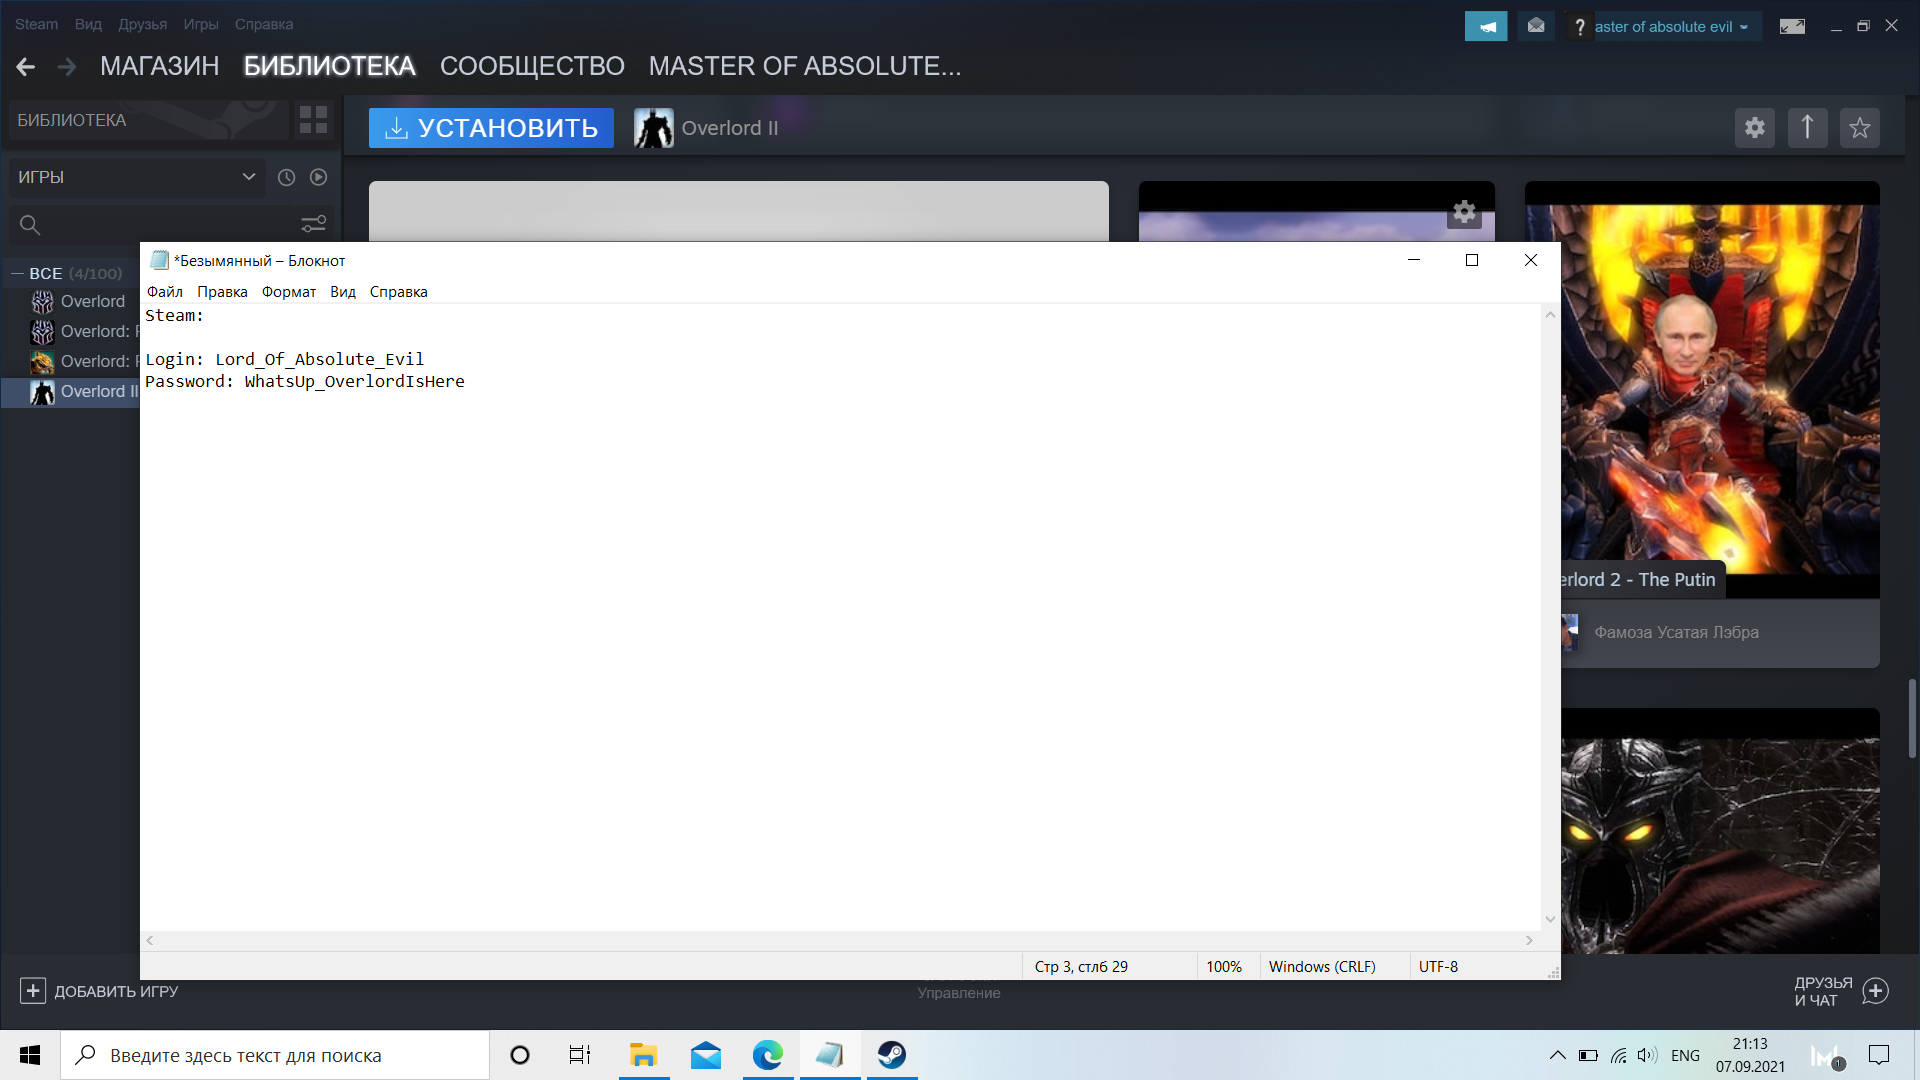 Steam Вид Друзья Игры Справка
aster of absolute evil
МАГАЗИН БИБЛИОТЕКА СООБЩЕСТВО MASTER OF ABSOLUTE...
БИБЛИОТЕКА
УСТАНОВИТЬ
Overlord II
ИГРЫ
ВСЕ (4/100)
Overlord
Overlord: R
Overlord: R
Overlord II
*Безымянный – Блокнот
Файл Правка Формат Вид Справка
Steam:
Login: Lord_Of_Absolute_Evil
Password: WhatsUp_OverlordIsHere
erlord 2 - The Putin
Фамоза Усатая Лэбра
Стр 3, стлб 29
100%
Windows (CRLF)
UTF-8
ДОБАВИТЬ ИГРУ
Управление
ДРУЗЬЯ
И ЧАТ
Введите здесь текст для поиска
ENG
21:13
07.09.2021
1